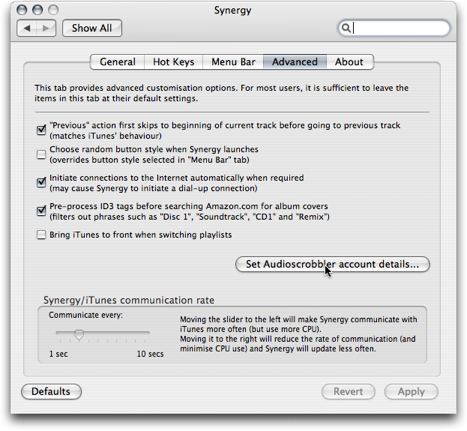 Synergy
Show All
General Hot Keys Menu Bar Advanced About
This tab provides advanced customisation options. For most users, it is sufficient to leave the
items in this tab at their default settings.
"Previous" action first skips to beginning of current track before going to previous track
(matches iTunes' behaviour)
Choose random button style when Synergy launches
(overrides button style selected in "Menu Bar" tab)
Initiate connections to the Internet automatically when required
(may cause Synergy to initiate a dial-up connection)
Pre-process ID3 tags before searching Amazon.com for album covers
(filters out phrases such as "Disc 1", "Soundtrack", "CD1" and "Remix")
Bring iTunes to front when switching playlists
Set Audioscrobbler account details...
Synergy/iTunes communication rate
Communicate every:
1 sec 10 secs
Moving the slider to the left will make Synergy communicate with
iTunes more often (but use more CPU).
Moving it to the right will reduce the rate of communication (and
minimise CPU use) and Synergy will update less often.
Defaults Revert Apply